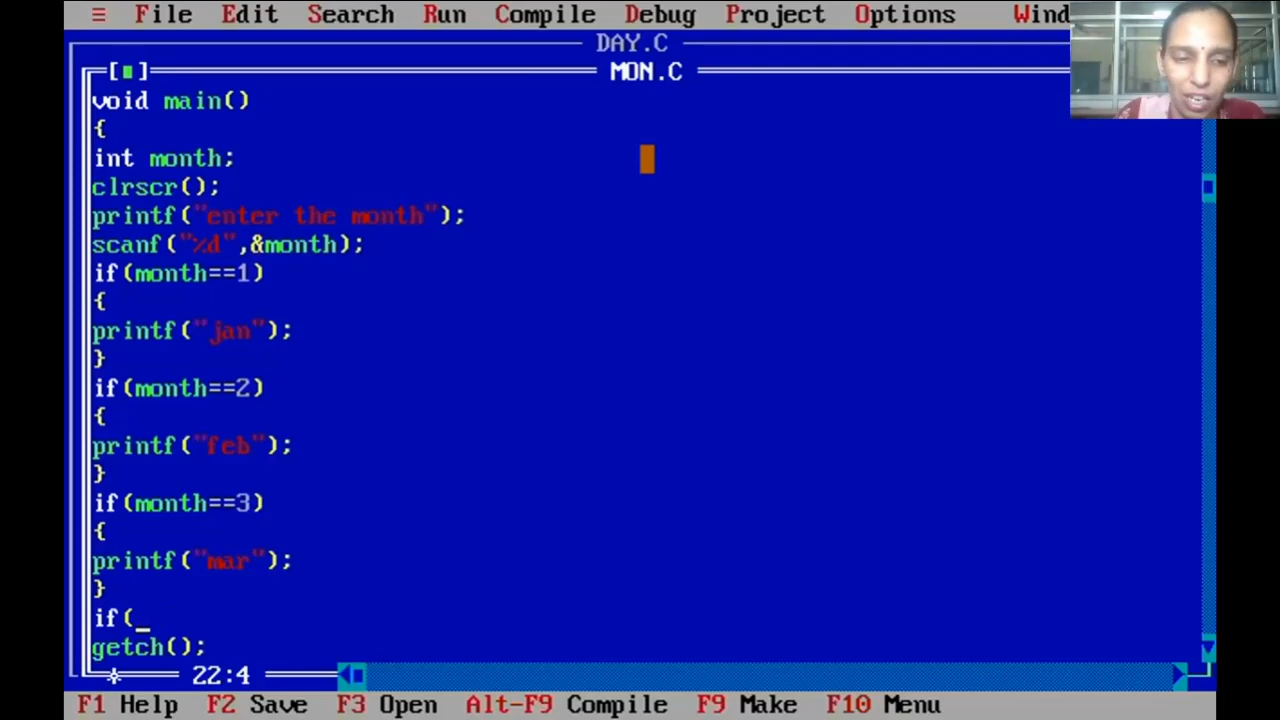 ≡ File Edit Search Run Compile Debug Project Options Wind
DAY.C
[■] MON.C
void main()
{
int month;
clrscr();
printf("enter the month");
scanf("%d",&month);
if(month==1)
{
printf("jan");
}
if(month==2)
{
printf("feb");
}
if(month==3)
{
printf("mar");
}
if(_
getch();
22:4
F1 Help F2 Save F3 Open Alt-F9 Compile F9 Make F10 Menu